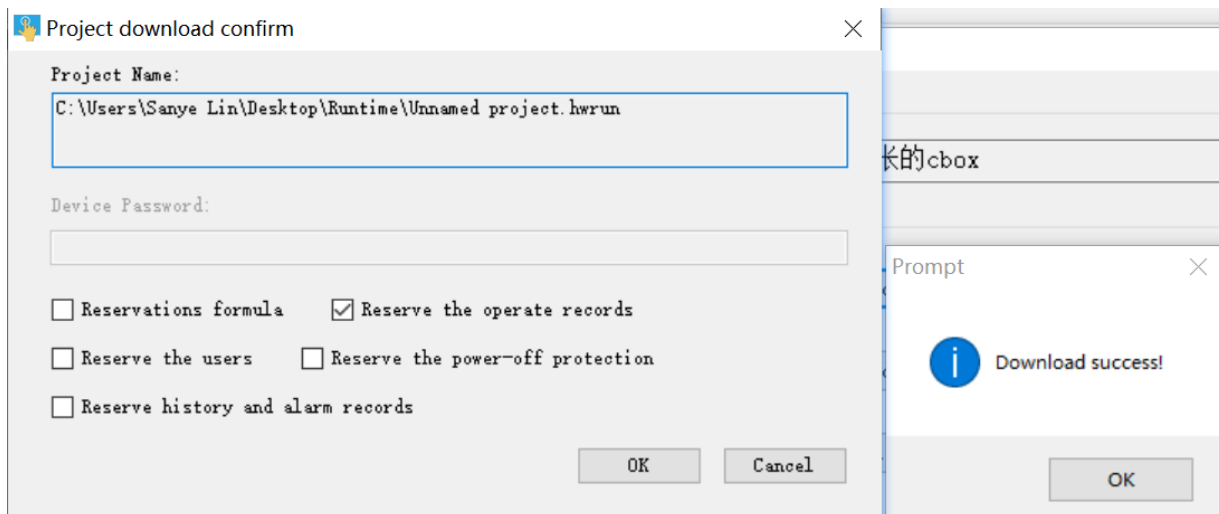 Project download confirm
Project Name:
C:\Users\Sanye Lin\Desktop\Runtime\Unnamed project.hwrun
Device Password:
Reservations formula
Reserve the operate records
Reserve the users
Reserve the power-off protection
Reserve history and alarm records
OK
Cancel
长的cbox
Prompt
Download success!
OK